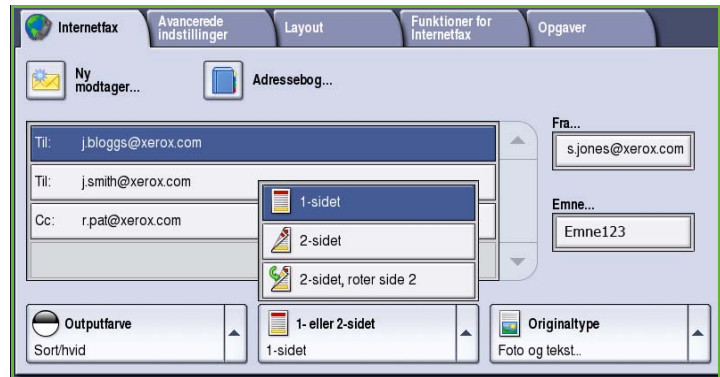 Internetfax
Avancerede
indstillinger
Layout
Funktioner for
Internetfax
Opgaver
Ny
modtager...
Adressebog...
Fra...
s.jones@xerox.com
Til: j.bloggs@xerox.com
Til: j.smith@xerox.com
Cc: r.pat@xerox.com
Emne...
Emne123
1-sidet
2-sidet
2-sidet, roter side 2
Outputfarve
Sort/hvid
1- eller 2-sidet
1-sidet
Originaltype
Foto og tekst...